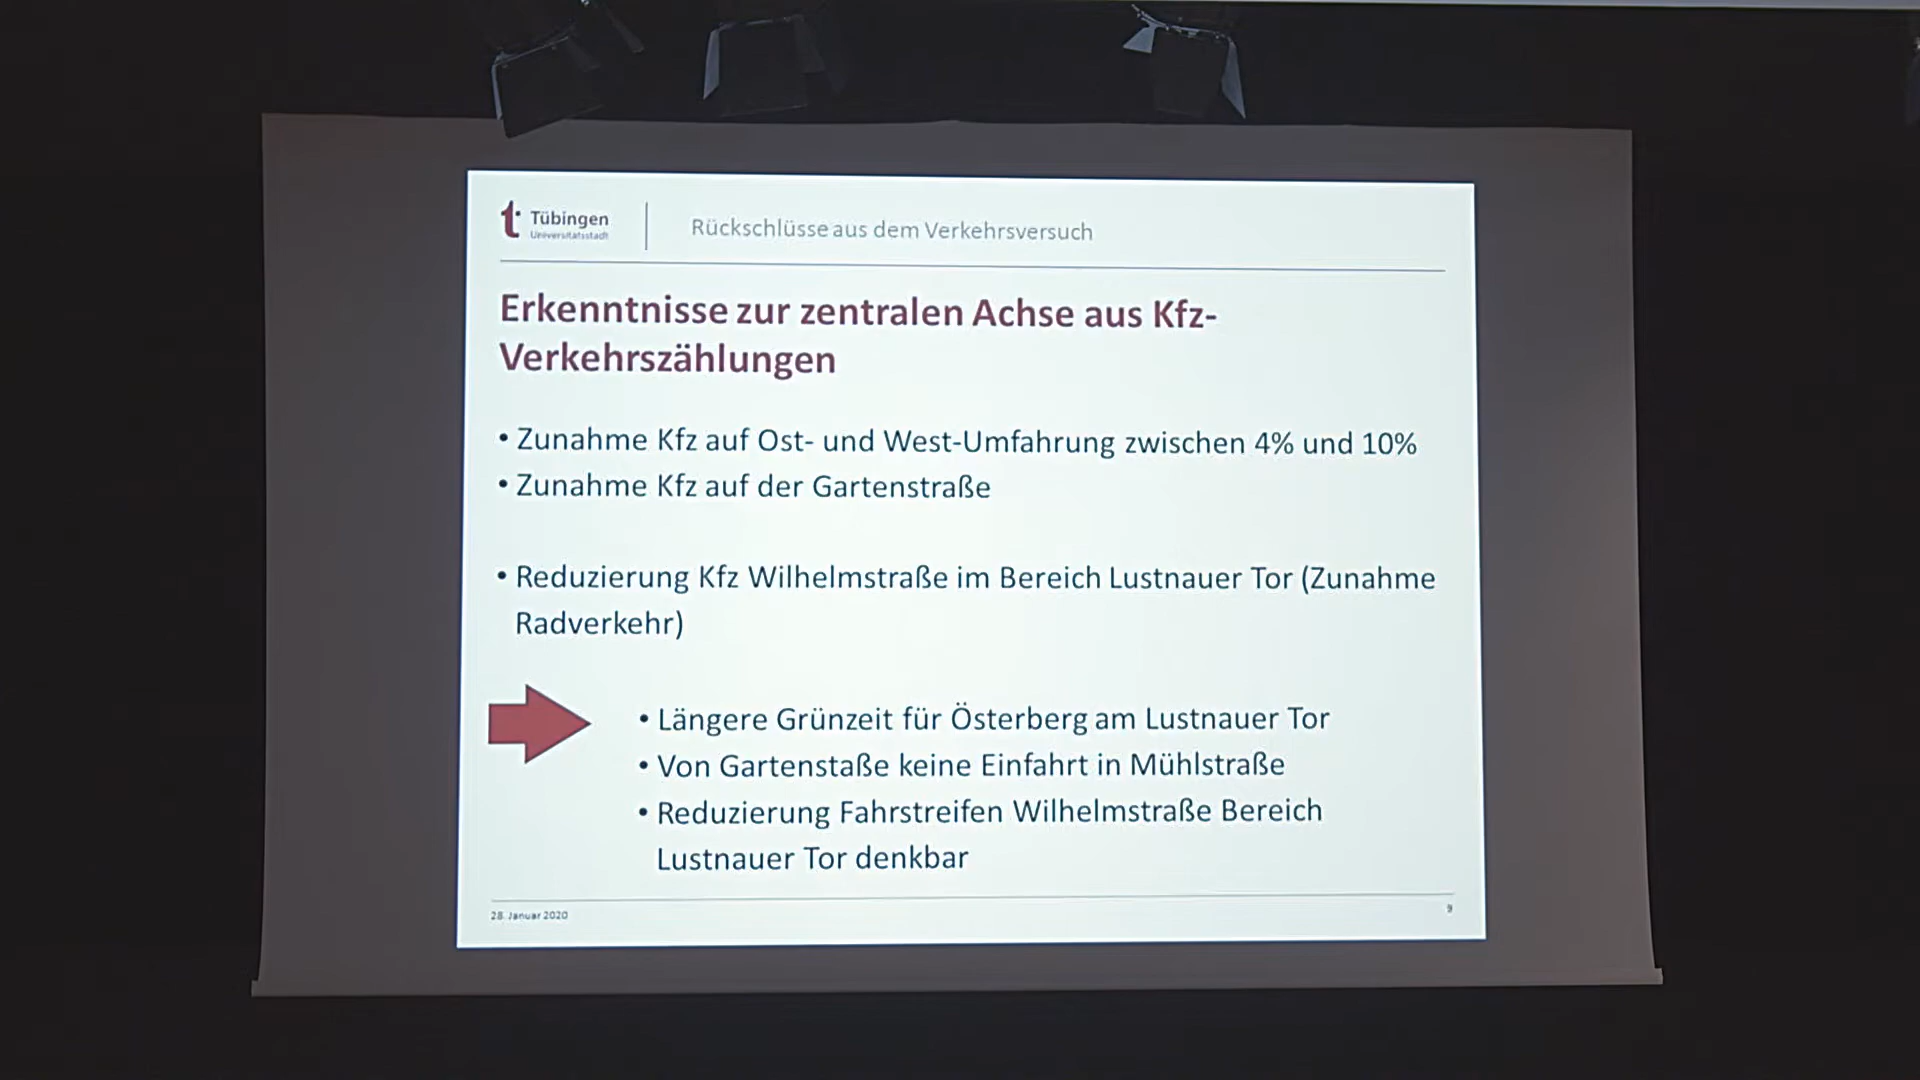 Tübingen
Universitätsstadt
Rückschlüsse aus dem Verkehrsversuch
Erkenntnisse zur zentralen Achse aus Kfz-
Verkehrszählungen
• Zunahme Kfz auf Ost- und West-Umfahrung zwischen 4% und 10%
• Zunahme Kfz auf der Gartenstraße
• Reduzierung Kfz Wilhelmstraße im Bereich Lustnauer Tor (Zunahme
Radverkehr)
• Längere Grünzeit für Österberg am Lustnauer Tor
• Von Gartenstaße keine Einfahrt in Mühlstraße
• Reduzierung Fahrstreifen Wilhelmstraße Bereich
Lustnauer Tor denkbar
28. Januar 2020
9